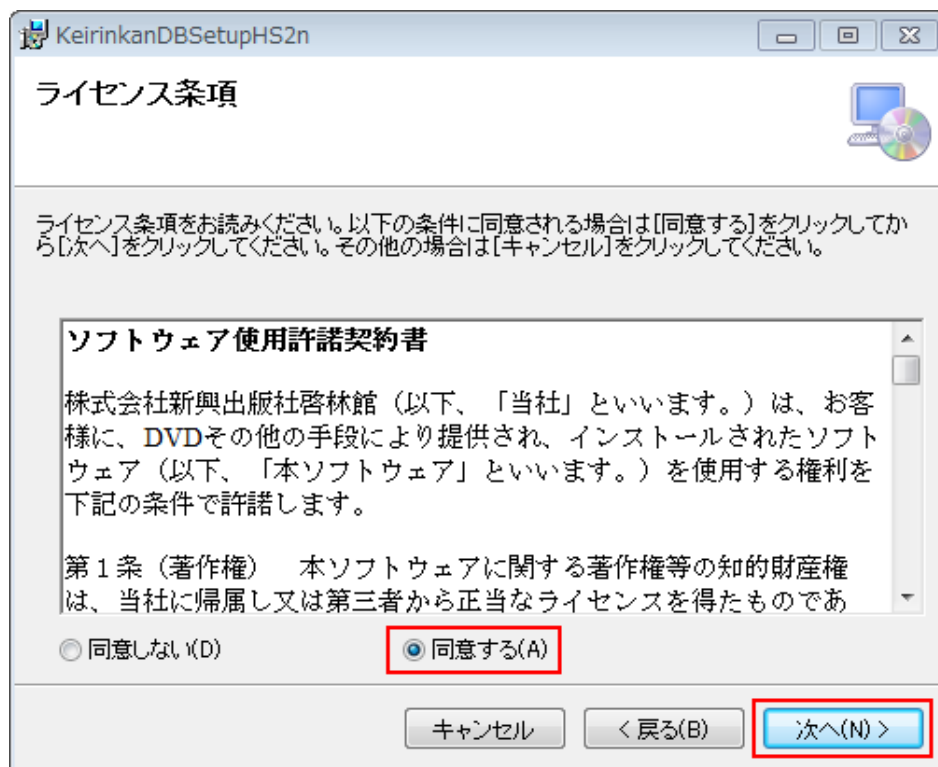 KeirinkanDBSetupHS2n
ライセンス条項
ライセンス条項をお読みください。以下の条件に同意される場合は[同意する]をクリックしてか
ら[次へ]をクリックしてください。その他の場合は[キャンセル]をクリックしてください。
ソフトウェア使用許諾契約書
株式会社新興出版社啓林館（以下、「当社」といいます。）は、お客
様に、DVDその他の手段により提供され、インストールされたソフト
ウェア（以下、「本ソフトウェア」といいます。）を使用する権利を
下記の条件で許諾します。
第１条（著作権）　本ソフトウェアに関する著作権等の知的財産権
は、当社に帰属し又は第三者から正当なライセンスを得たものであ
同意しない(D) 同意する(A)
キャンセル < 戻る(B) 次へ(N) >